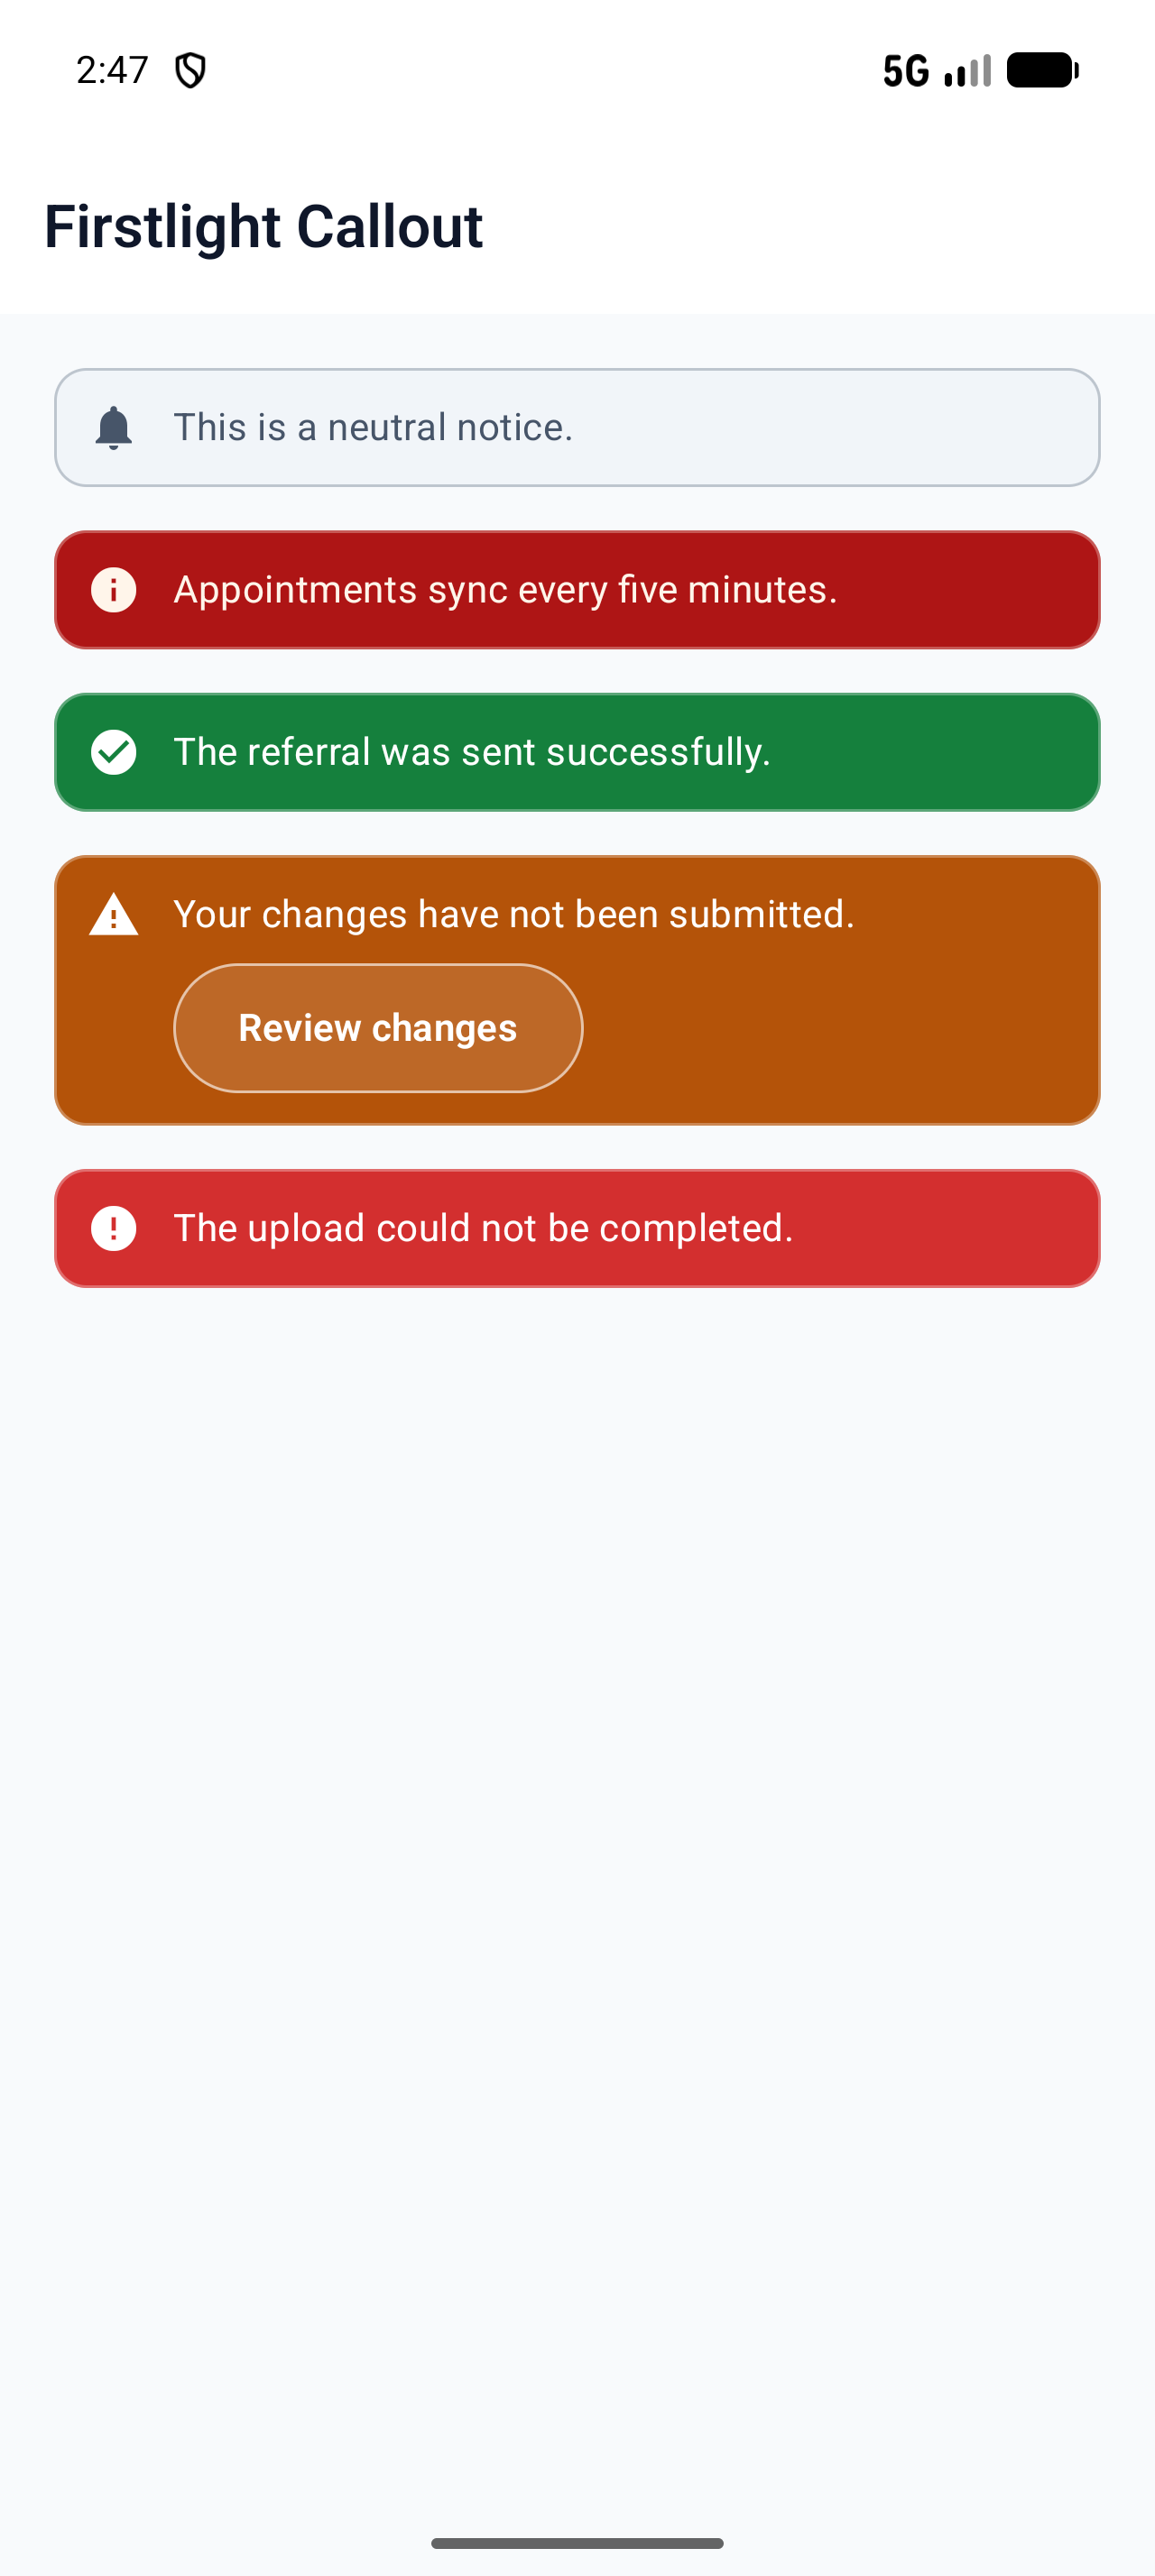 2:47 5G
Firstlight Callout
This is a neutral notice.
Appointments sync every five minutes.
The referral was sent successfully.
Your changes have not been submitted.
Review changes
The upload could not be completed.